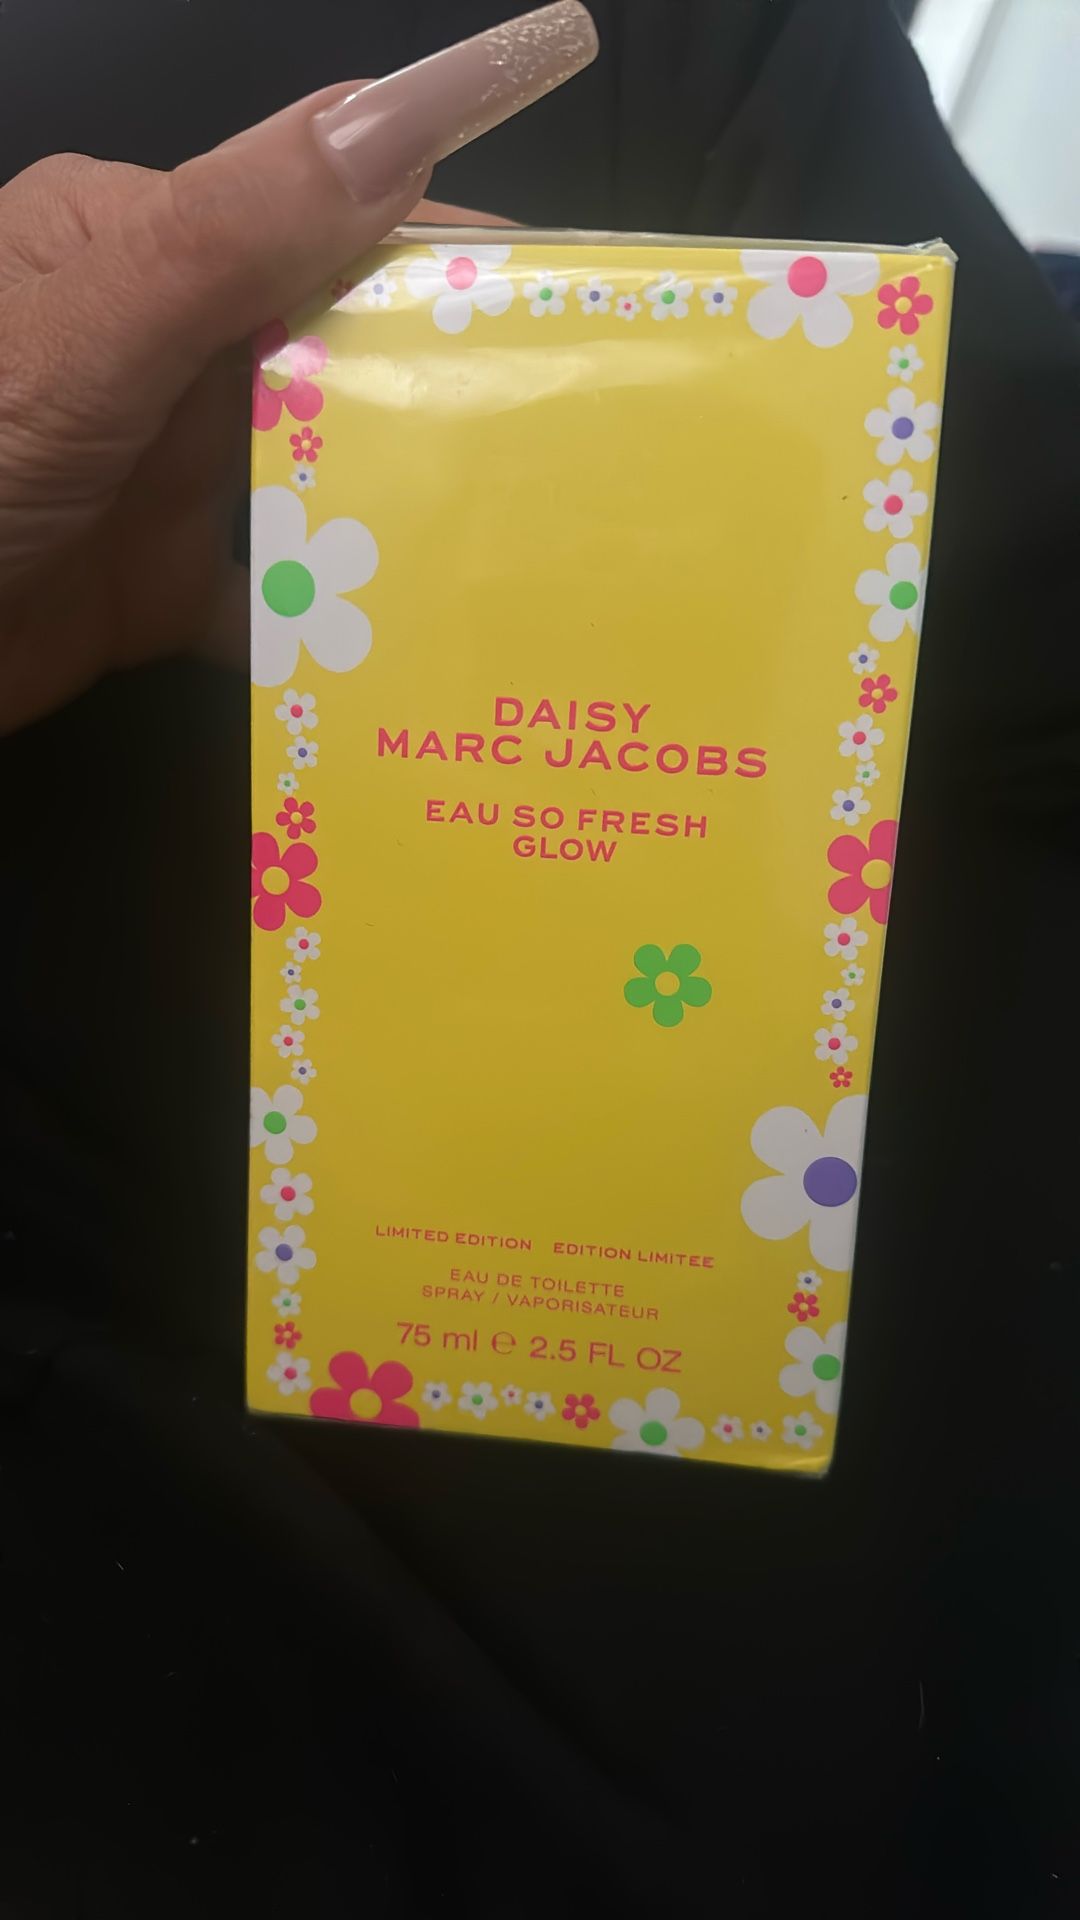 DAISY
MARC JACOBS
EAU SO FRESH
GLOW
LIMITED EDITION EDITION LIMITEE
EAU DE TOILETTE
SPRAY / VAPORISATEUR
75 ml ℮ 2.5 FL OZ